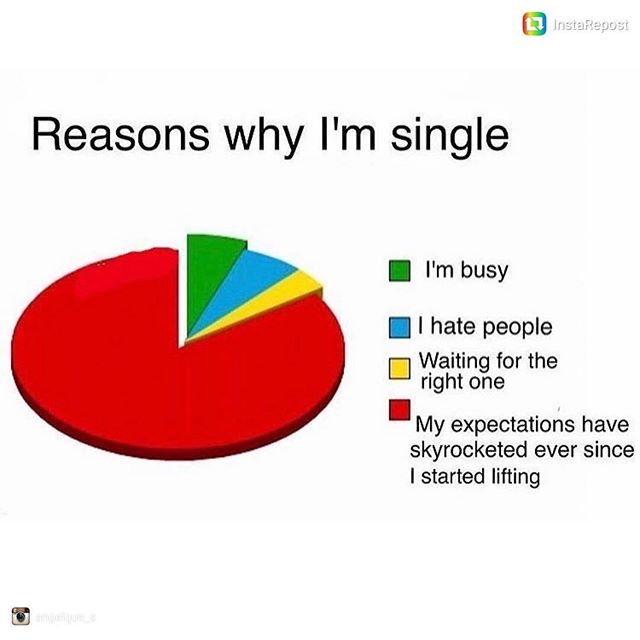 InstaRepost
Reasons why I'm single
I'm busy
I hate people
Waiting for the
right one
My expectations have
skyrocketed ever since
I started lifting